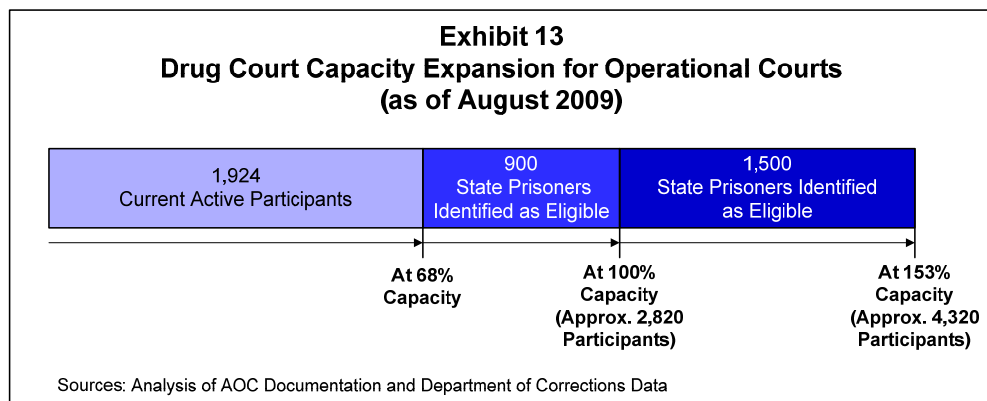 Exhibit 13
Drug Court Capacity Expansion for Operational Courts
(as of August 2009)
1,924
Current Active Participants
900
State Prisoners
Identified as Eligible
1,500
State Prisoners Identified
as Eligible
At 68%
Capacity
At 100%
Capacity
(Approx. 2,820
Participants)
At 153%
Capacity
(Approx. 4,320
Participants)
Sources: Analysis of AOC Documentation and Department of Corrections Data